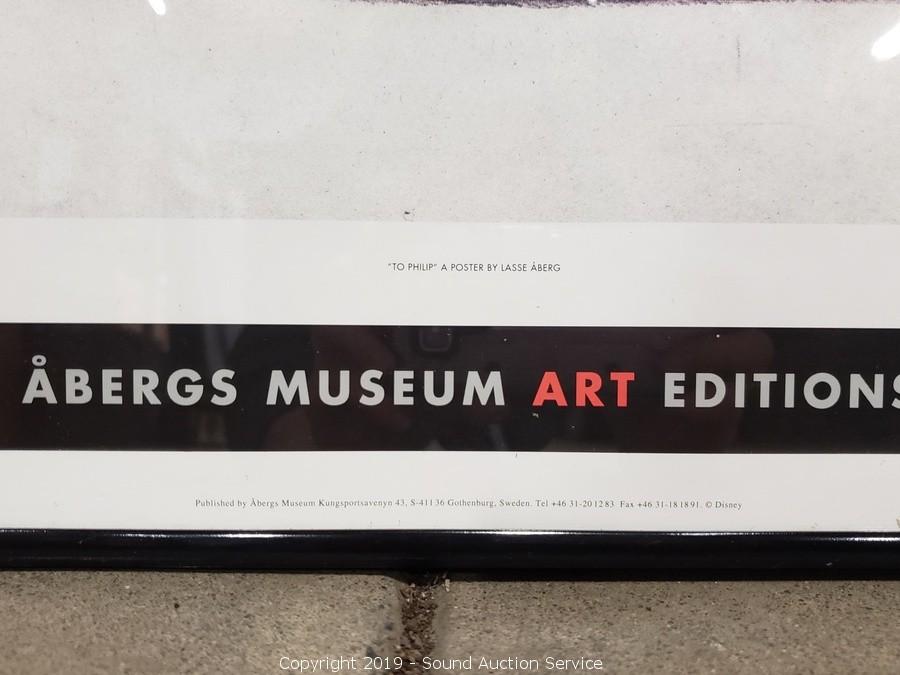 "TO PHILIP" A POSTER BY LASSE ÅBERG
ÅBERGS MUSEUM ART EDITIONS
Published by Åbergs Museum Kungsportsavenyn 43, S-411 36 Gothenburg, Sweden. Tel +46 31-20 12 83 Fax +46 31-18 18 91. © Disney
Copyright 2019 - Sound Auction Service